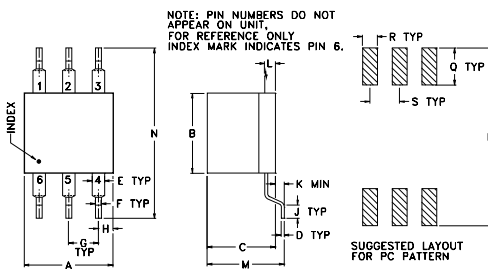 NOTE: PIN NUMBERS DO NOT
APPEAR ON UNIT,
FOR REFERENCE ONLY
INDEX MARK INDICATES PIN 6.
L
R TYP
Q TYP
S TYP
1 2 3
INDEX
N
B
6 5 4
E TYP
F TYP
H
G
TYP
A
K MIN
J TYP
D TYP
C
M
SUGGESTED LAYOUT
FOR PC PATTERN